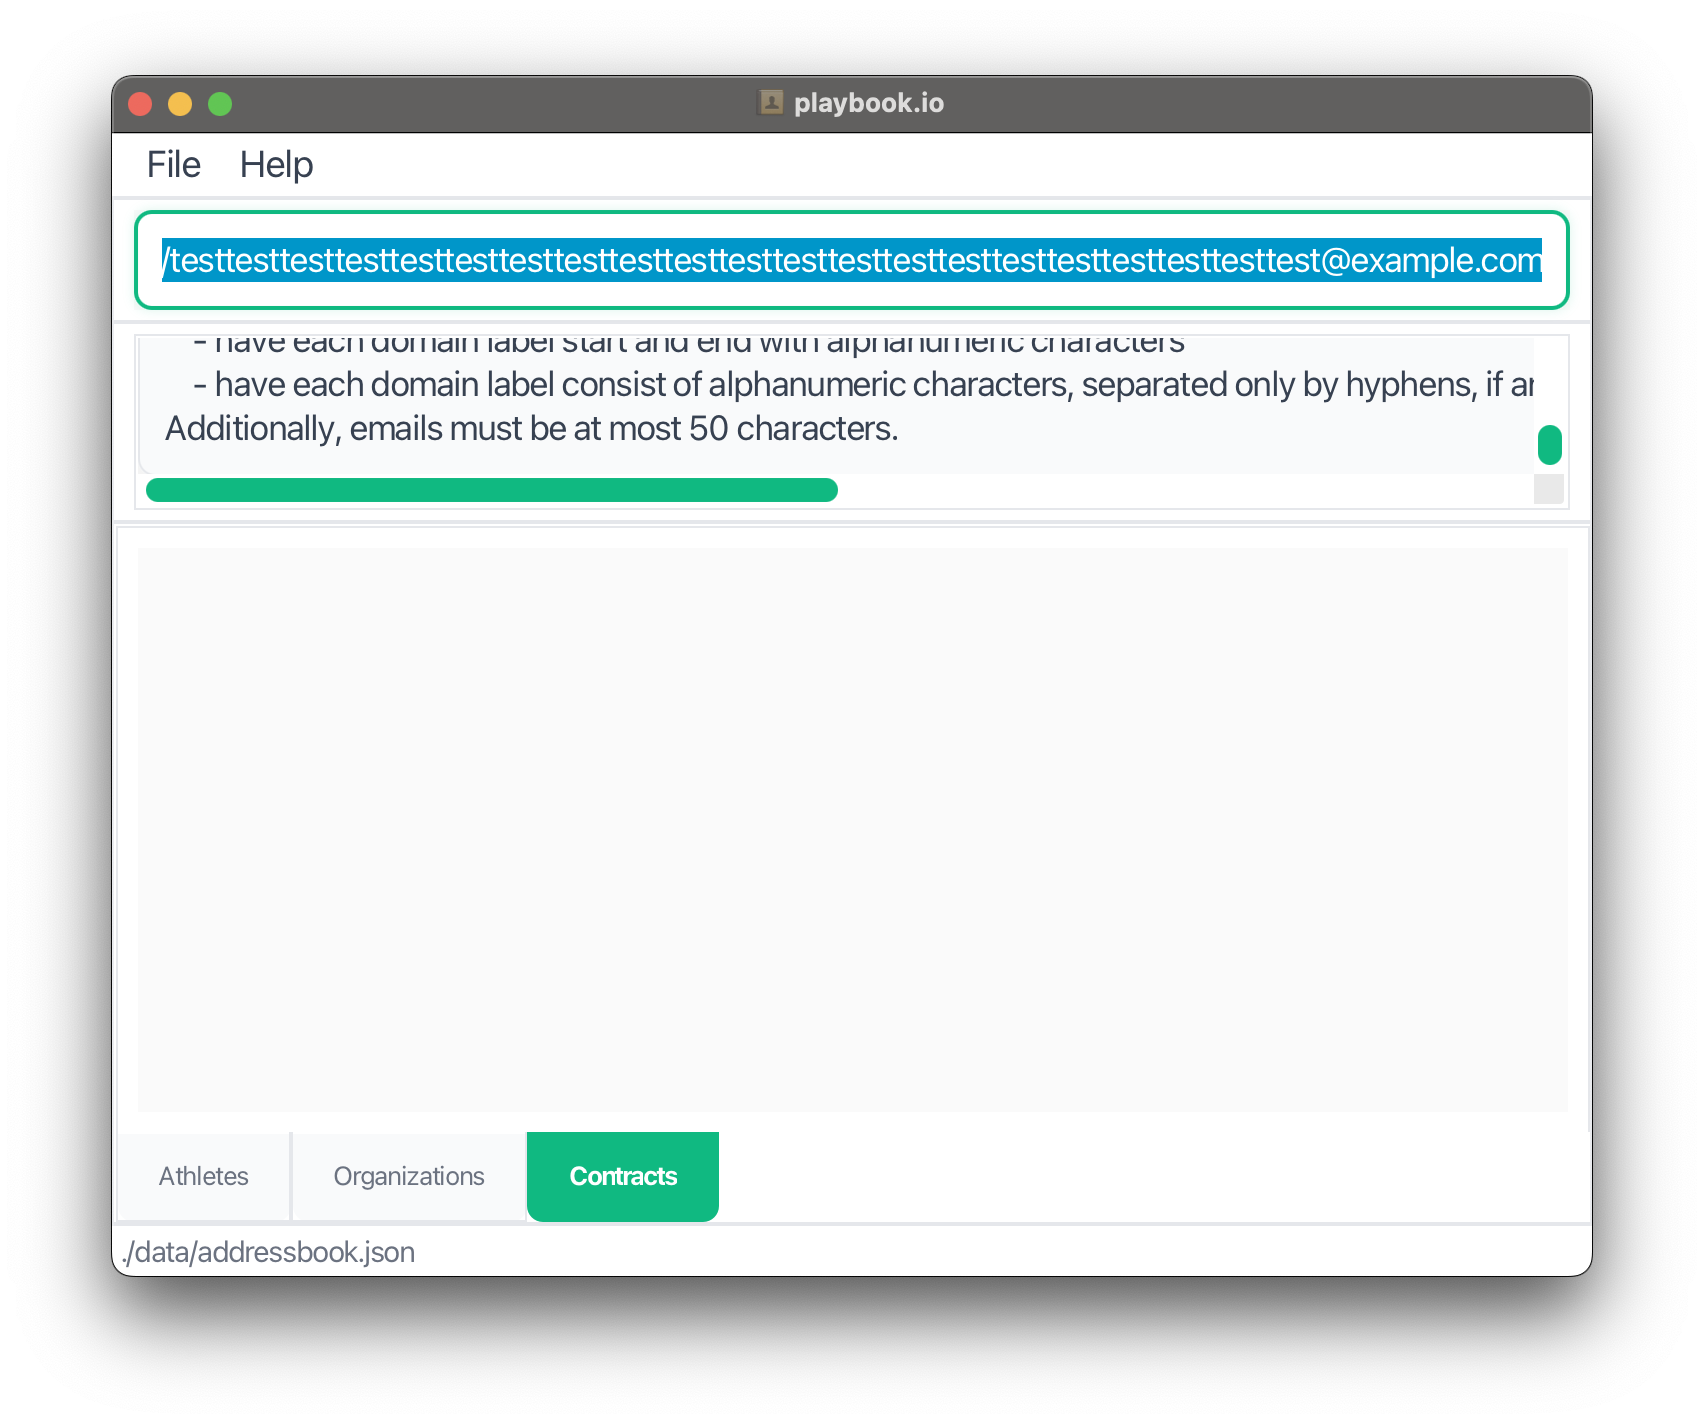 playbook.io
File Help
/testtesttesttesttesttesttesttesttesttesttesttesttesttesttesttesttesttesttesttesttest@example.com
- have each domain label start and end with alphanumeric characters
- have each domain label consist of alphanumeric characters, separated only by hyphens, if
Additionally, emails must be at most 50 characters.
Athletes Organizations Contracts
./data/addressbook.json